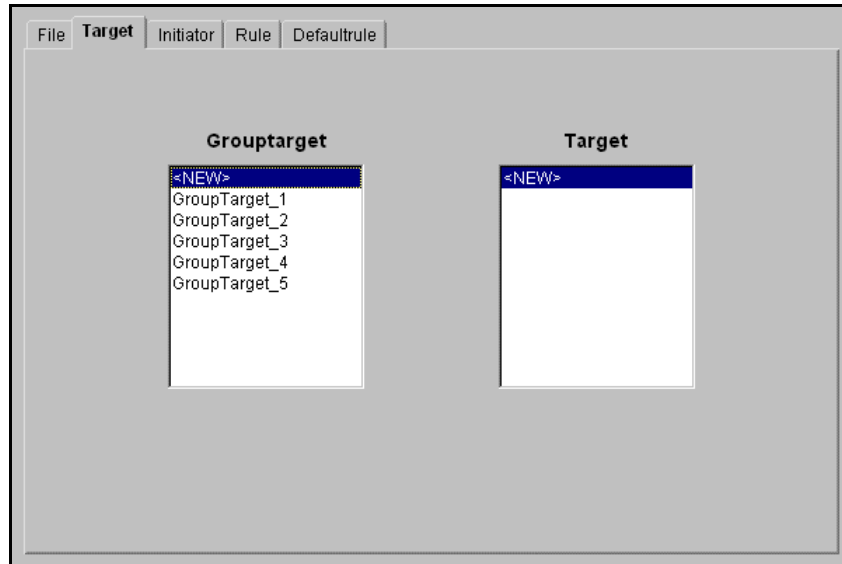 File Target Initiator Rule Defaultrule
Grouptarget Target
<NEW> <NEW>
GroupTarget_1
GroupTarget_2
GroupTarget_3
GroupTarget_4
GroupTarget_5